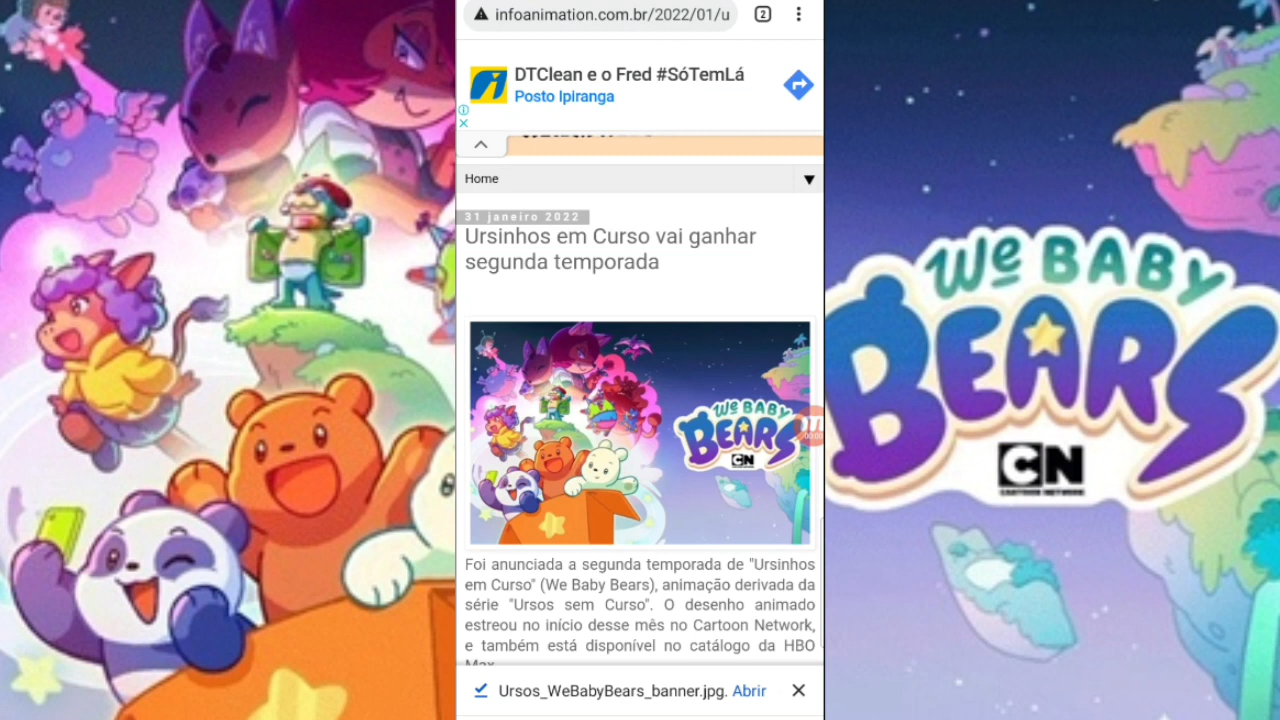 infoanimation.com.br/2022/01/u
2
DTClean e o Fred #SóTemLá
Posto Ipiranga
Home
31 janeiro 2022
Ursinhos em Curso vai ganhar
segunda temporada
We BABY
BEARS
CN
We BABY
BEARS
CN
CARTOON NETWORK
00:03
Foi anunciada a segunda temporada de "Ursinhos
em Curso" (We Baby Bears), animação derivada da
série "Ursos sem Curso". O desenho animado
estreou no início desse mês no Cartoon Network,
e também está disponível no catálogo da HBO
Max
Ursos_WeBabyBears_banner.jpg. Abrir